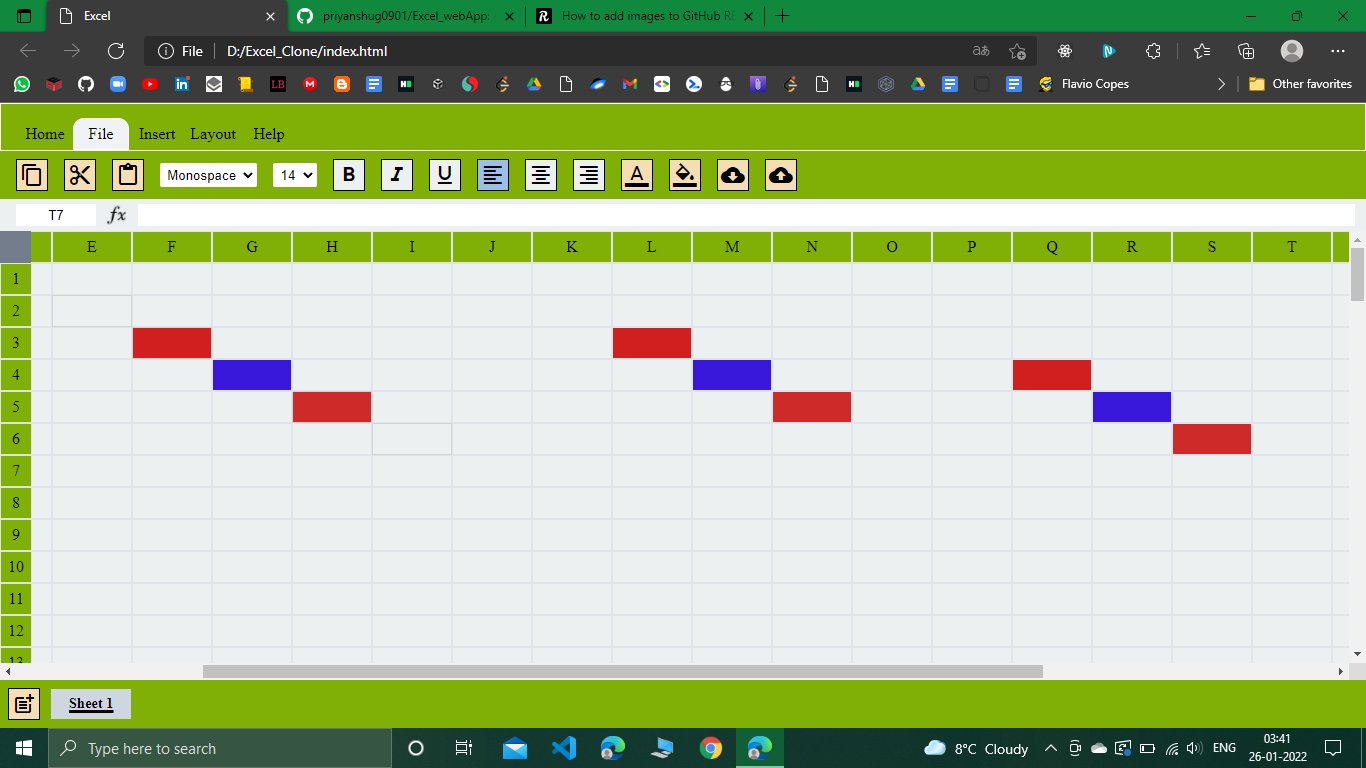 Excel
priyanshug0901/Excel_webApp:
How to add images to GitHub
File
D:/Excel_Clone/index.html
Flavio Copes
Other favorites
Home File Insert Layout Help
Monospace 14 B I U A
T7 fx
E F G H I J K L M N O P Q R S T
1
2
3
4
5
6
7
8
9
10
11
12
13
Sheet 1
Type here to search
8°C Cloudy
ENG
03:41
26-01-2022